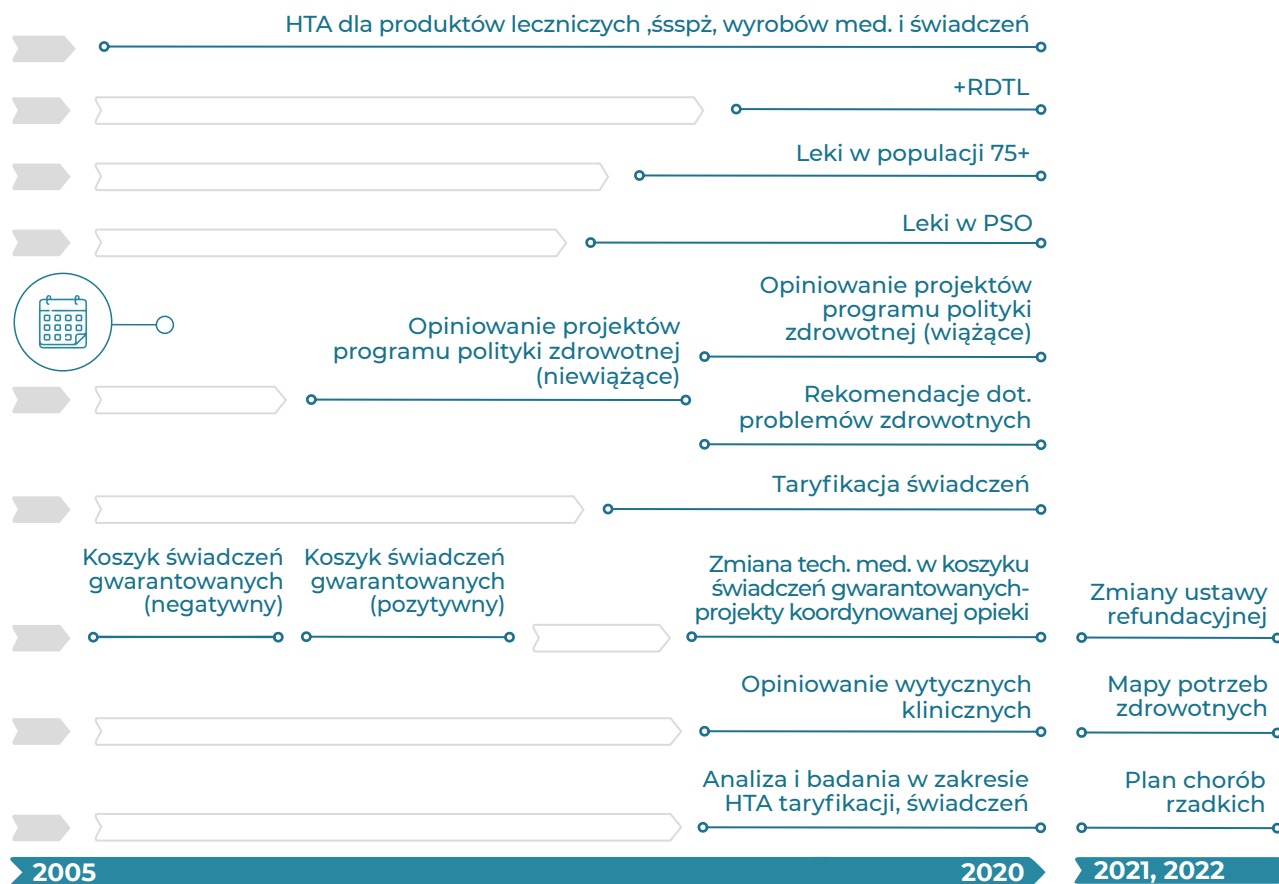 HTA dla produktów leczniczych ,śsspż, wyrobów med. i świadczeń
+RDTL
Leki w populacji 75+
Leki w PSO
Opiniowanie projektów
programu polityki zdrowotnej
(niewiążące)
Opiniowanie projektów
programu polityki
zdrowotnej (wiążące)
Rekomendacje dot.
problemów zdrowotnych
Taryfikacja świadczeń
Koszyk świadczeń
gwarantowanych
(negatywny)
Koszyk świadczeń
gwarantowanych
(pozytywny)
Zmiana tech. med. w koszyku
świadczeń gwarantowanych-
projekty koordynowanej opieki
Zmiany ustawy
refundacyjnej
Opiniowanie wytycznych
klinicznych
Mapy potrzeb
zdrowotnych
Analiza i badania w zakresie
HTA taryfikacji, świadczeń
Plan chorób
rzadkich
2005
2020
2021, 2022